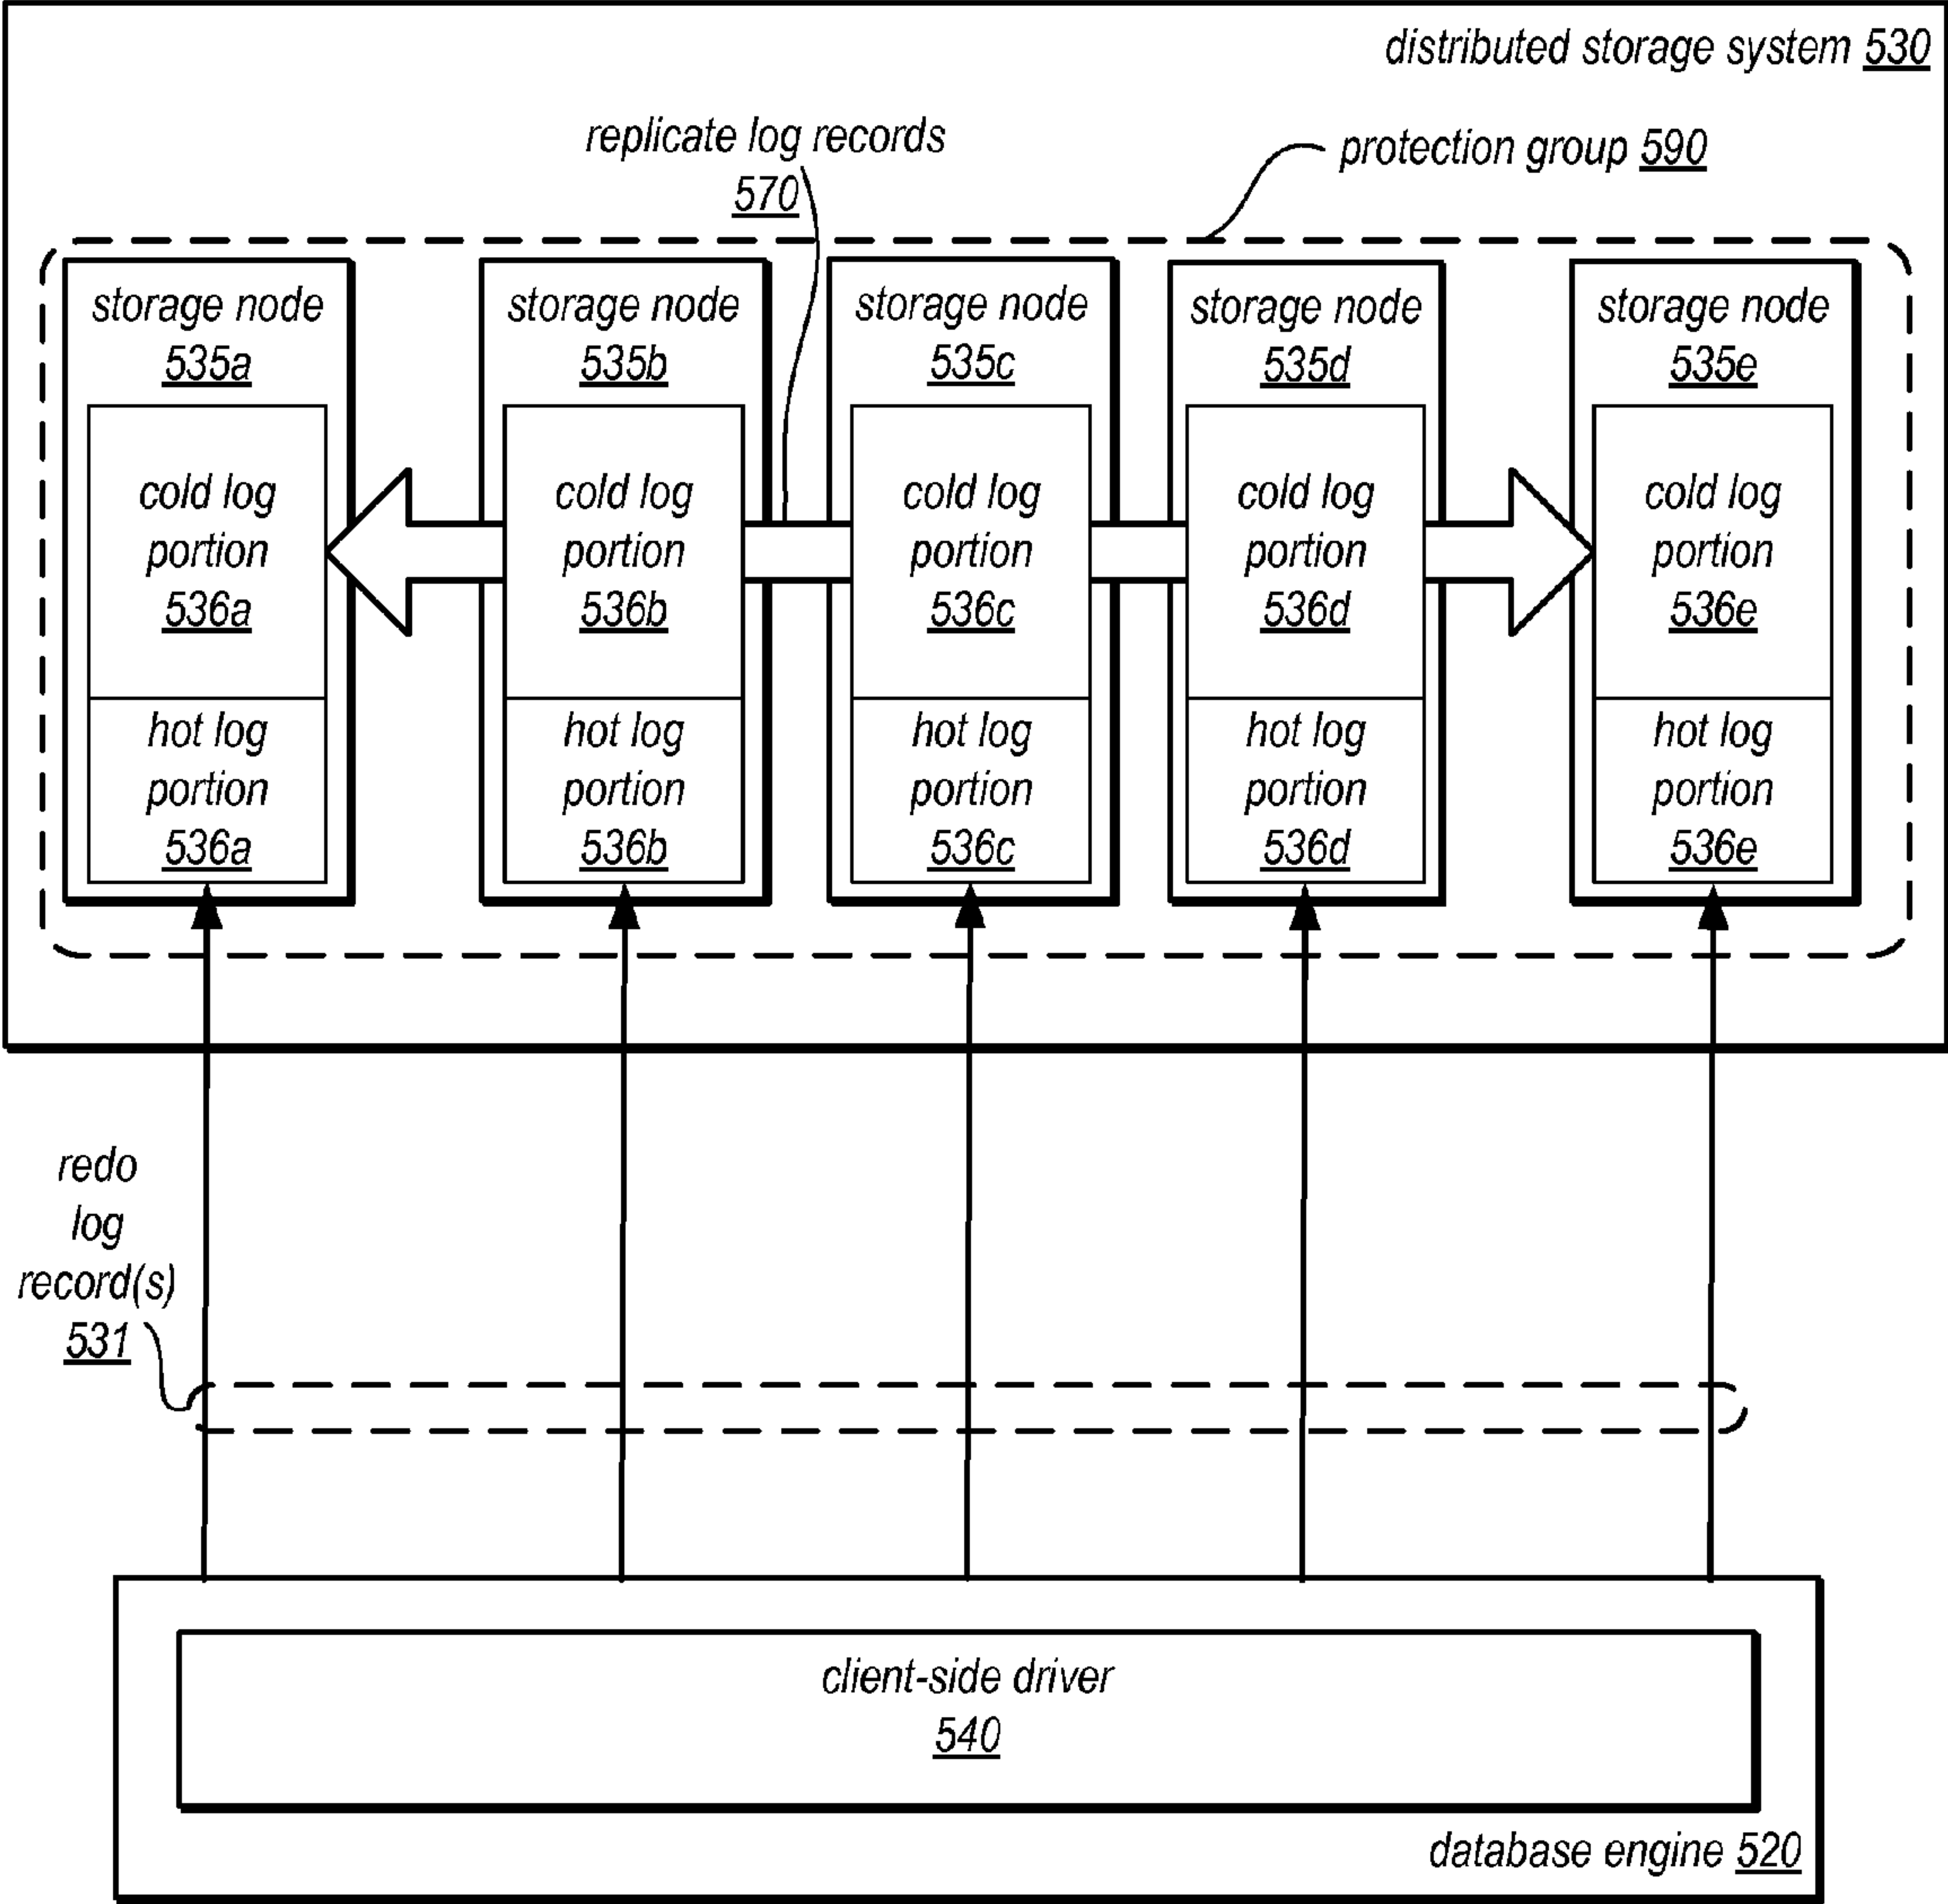 distributed storage system 530
replicate log records
570
protection group 590
storage node
535a
cold log
portion
536a
hot log
portion
536a
storage node
535b
cold log
portion
536b
hot log
portion
536b
storage node
535c
cold log
portion
536c
hot log
portion
536c
storage node
535d
cold log
portion
536d
hot log
portion
536d
storage node
535e
cold log
portion
536e
hot log
portion
536e
redo
log
record(s)
531
client-side driver
540
database engine 520